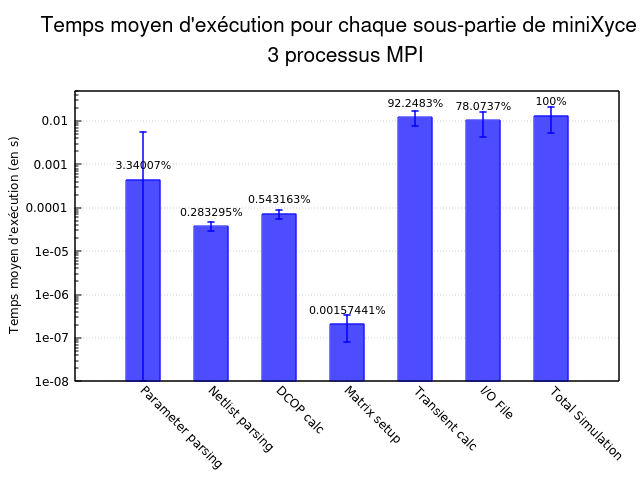 Temps moyen d'exécution pour chaque sous-partie de miniXyce
3 processus MPI
Temps moyen d'exécution (en s)
0.01
0.001
0.0001
1e-05
1e-06
1e-07
1e-08
3.34007%
0.283295%
0.543163%
0.00157441%
92.2483%
78.0737%
100%
Parameter parsing
Netlist parsing
DCOP calc
Matrix setup
Transient calc
I/O File
Total Simulation